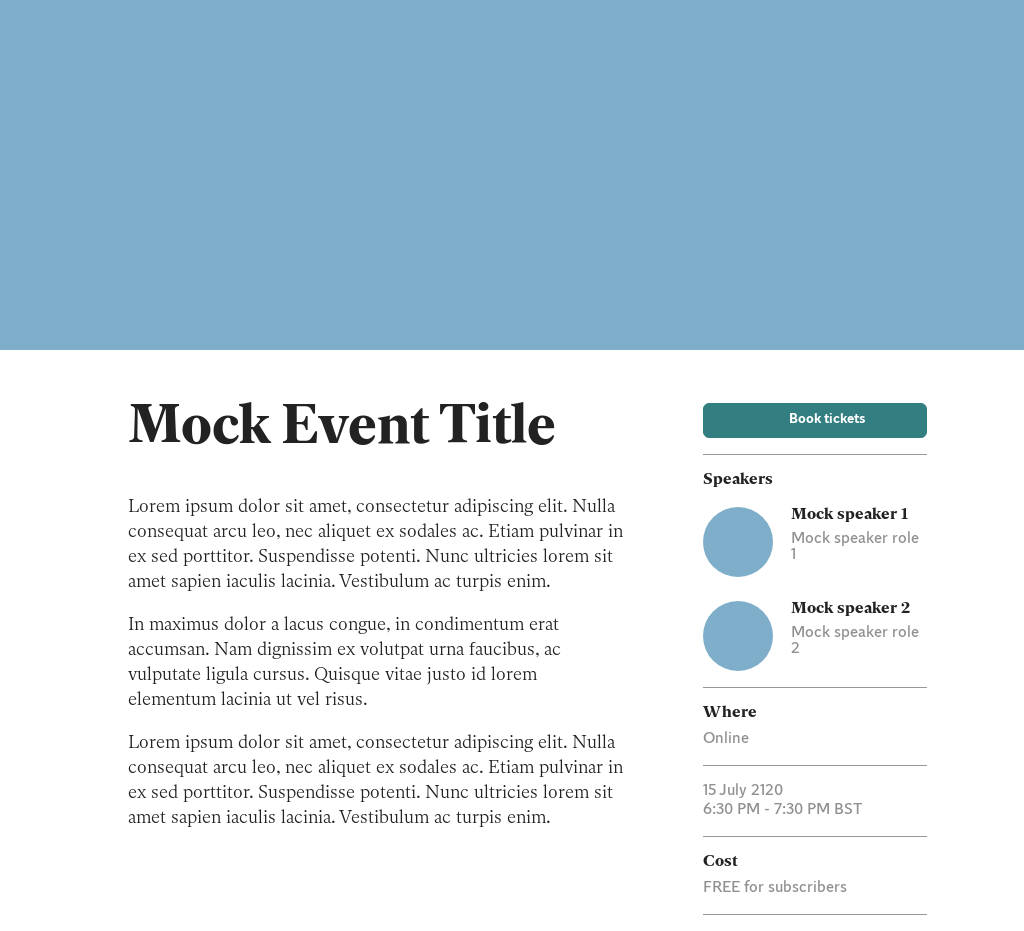 Mock Event Title
Lorem ipsum dolor sit amet, consectetur adipiscing elit. Nulla
consequat arcu leo, nec aliquet ex sodales ac. Etiam pulvinar in
ex sed porttitor. Suspendisse potenti. Nunc ultricies lorem sit
amet sapien iaculis lacinia. Vestibulum ac turpis enim.
In maximus dolor a lacus congue, in condimentum erat
accumsan. Nam dignissim ex volutpat urna faucibus, ac
vulputate ligula cursus. Quisque vitae justo id lorem
elementum lacinia ut vel risus.
Lorem ipsum dolor sit amet, consectetur adipiscing elit. Nulla
consequat arcu leo, nec aliquet ex sodales ac. Etiam pulvinar in
ex sed porttitor. Suspendisse potenti. Nunc ultricies lorem sit
amet sapien iaculis lacinia. Vestibulum ac turpis enim.
Book tickets
Speakers
Mock speaker 1
Mock speaker role
1
Mock speaker 2
Mock speaker role
2
Where
Online
15 July 2120
6:30 PM - 7:30 PM BST
Cost
FREE for subscribers